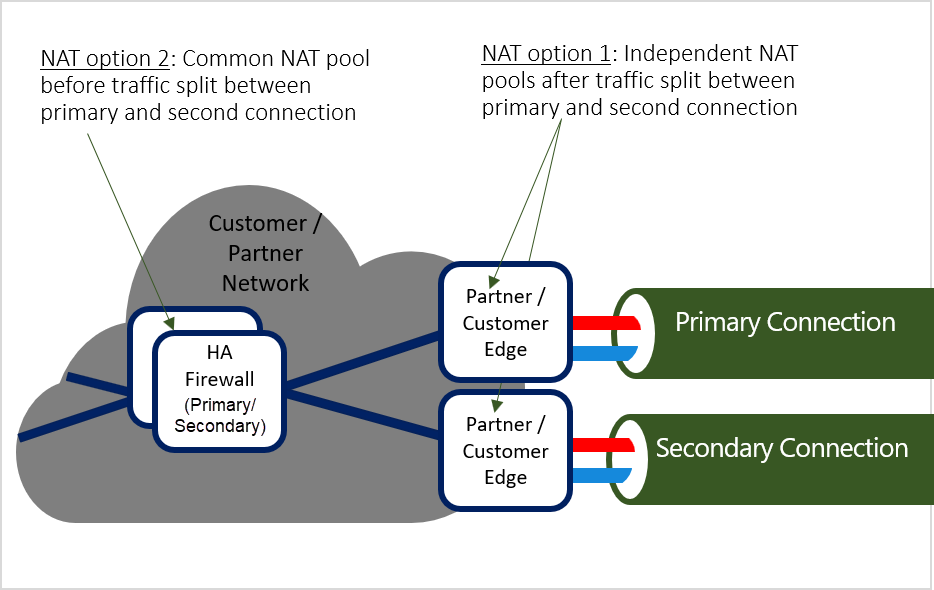 NAT option 2: Common NAT pool
before traffic split between
primary and second connection
NAT option 1: Independent NAT
pools after traffic split between
primary and second connection
Customer /
Partner
Network
HA
Firewall
(Primary/
Secondary)
Partner /
Customer
Edge
Primary Connection
Partner /
Customer
Edge
Secondary Connection